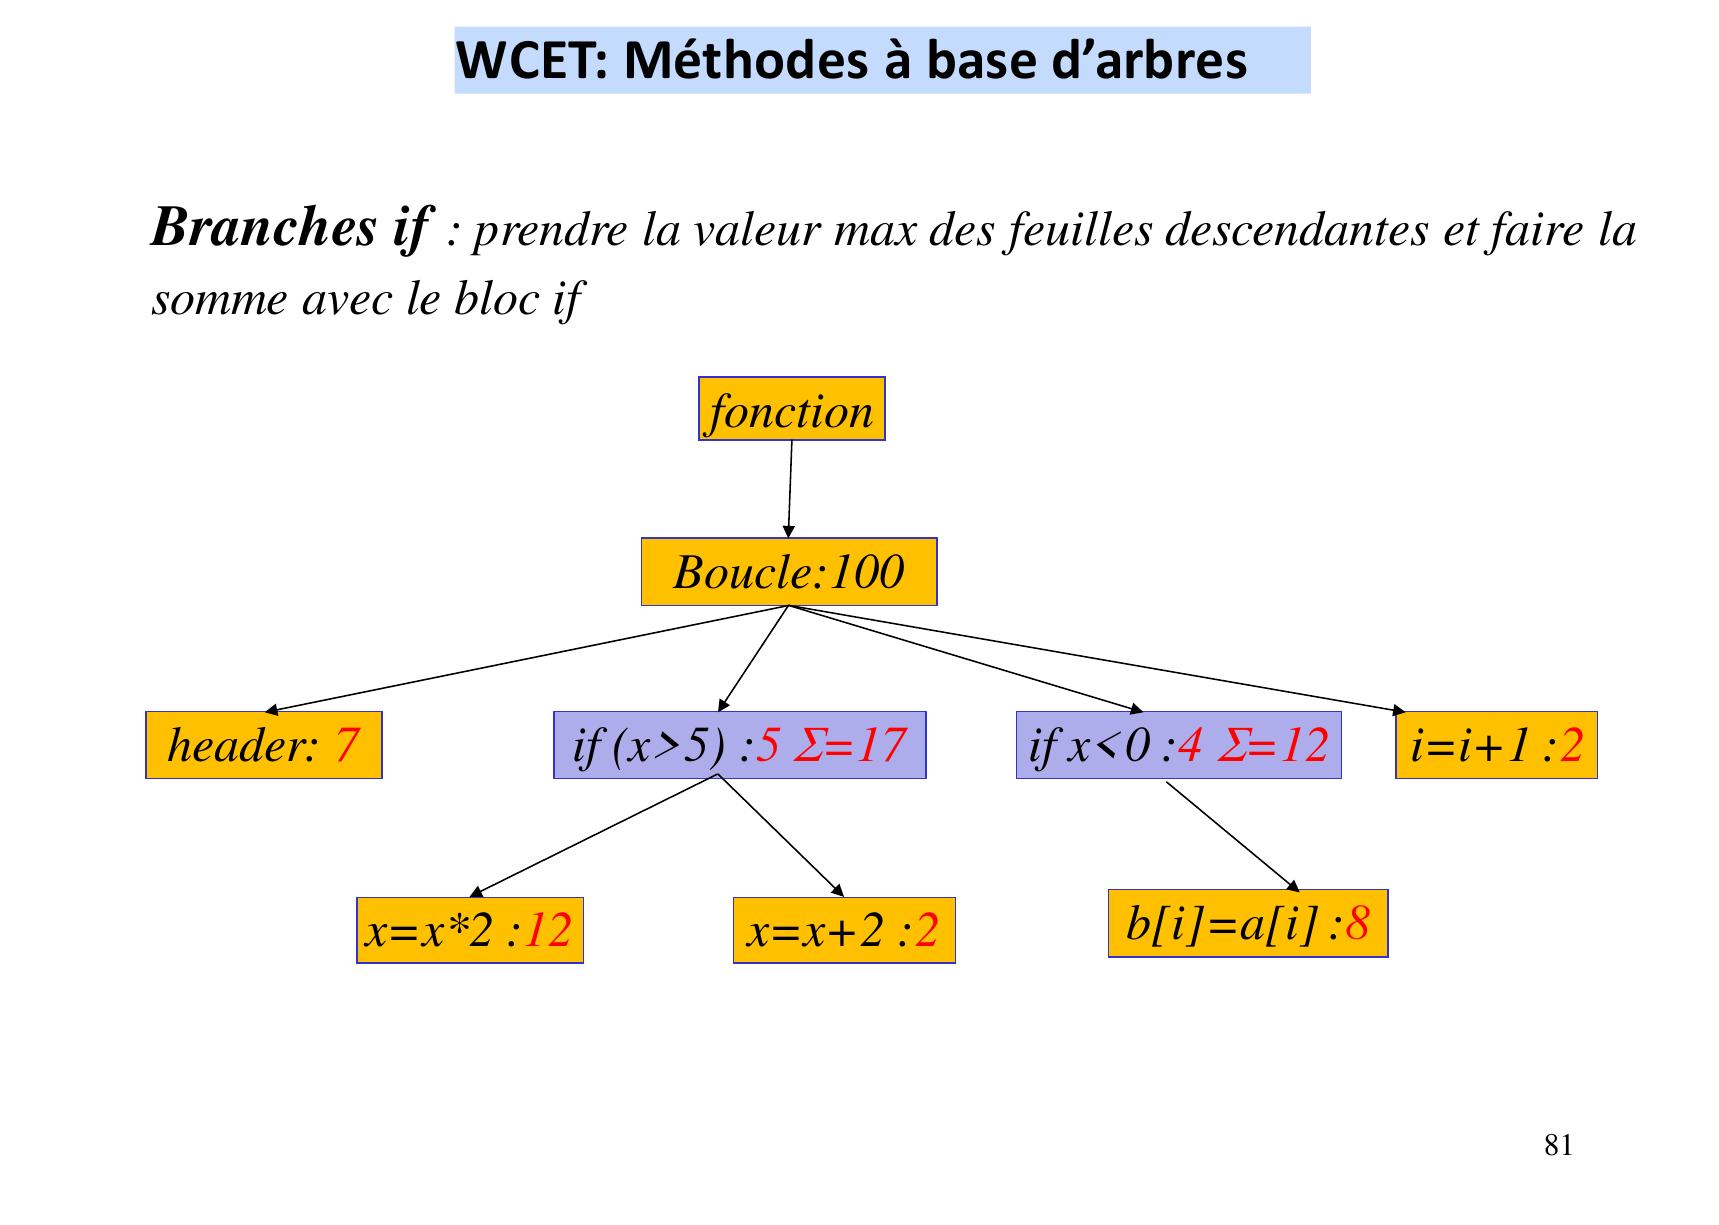 WCET: Méthodes à base d’arbres
Branches if : prendre la valeur max des feuilles descendantes et faire la
somme avec le bloc if
fonction
Boucle:100
header: 7
if (x>5) :5 Σ=17
if x<0 :4 Σ=12
i=i+1 :2
x=x*2 :12
x=x+2 :2
b[i]=a[i] :8
81